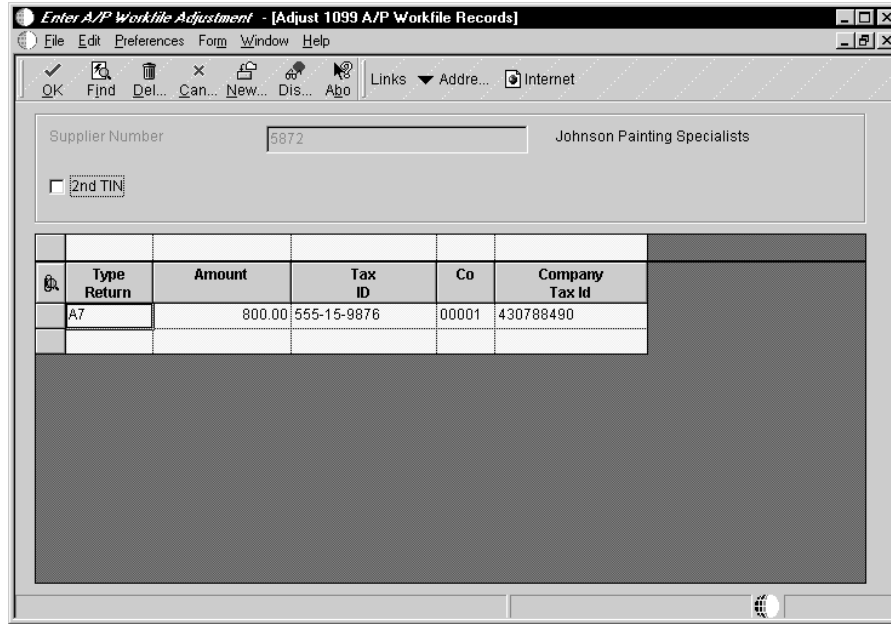 Enter A/P Workfile Adjustment - [Adjust 1099 A/P Workfile Records]
File Edit Preferences Form Window Help
OK Find Del... Can... New... Dis... Abo Links Addre... Internet
Supplier Number 5872 Johnson Painting Specialists
2nd TIN
Type Return Amount Tax ID Co Company Tax Id
A7 800.00 555-15-9876 00001 430788490